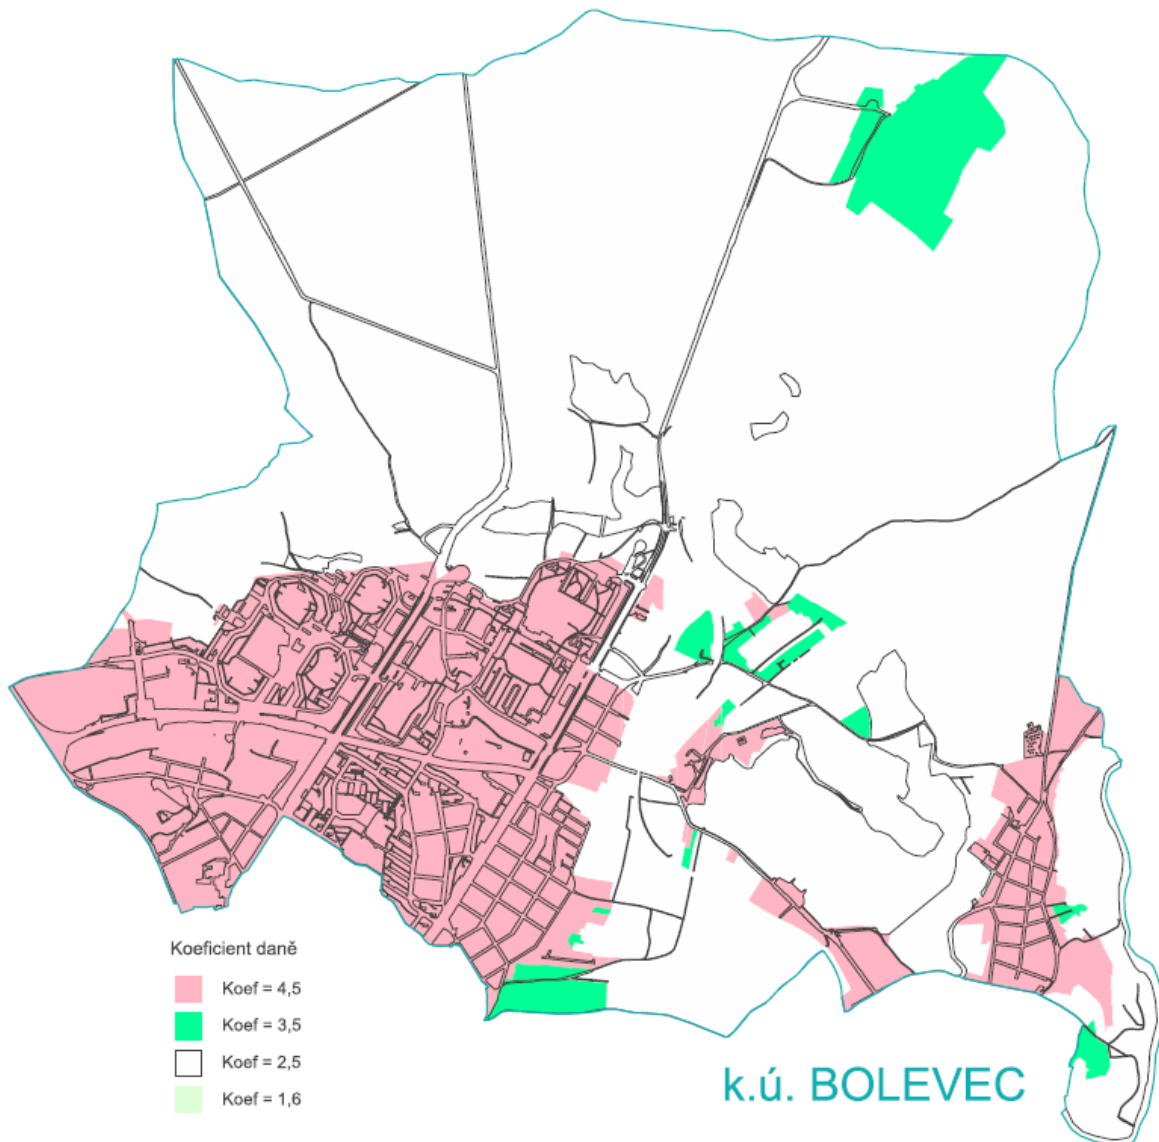 Koeficient daně
Koef = 4,5
Koef = 3,5
Koef = 2,5
Koef = 1,6
k.ú. BOLEVEC